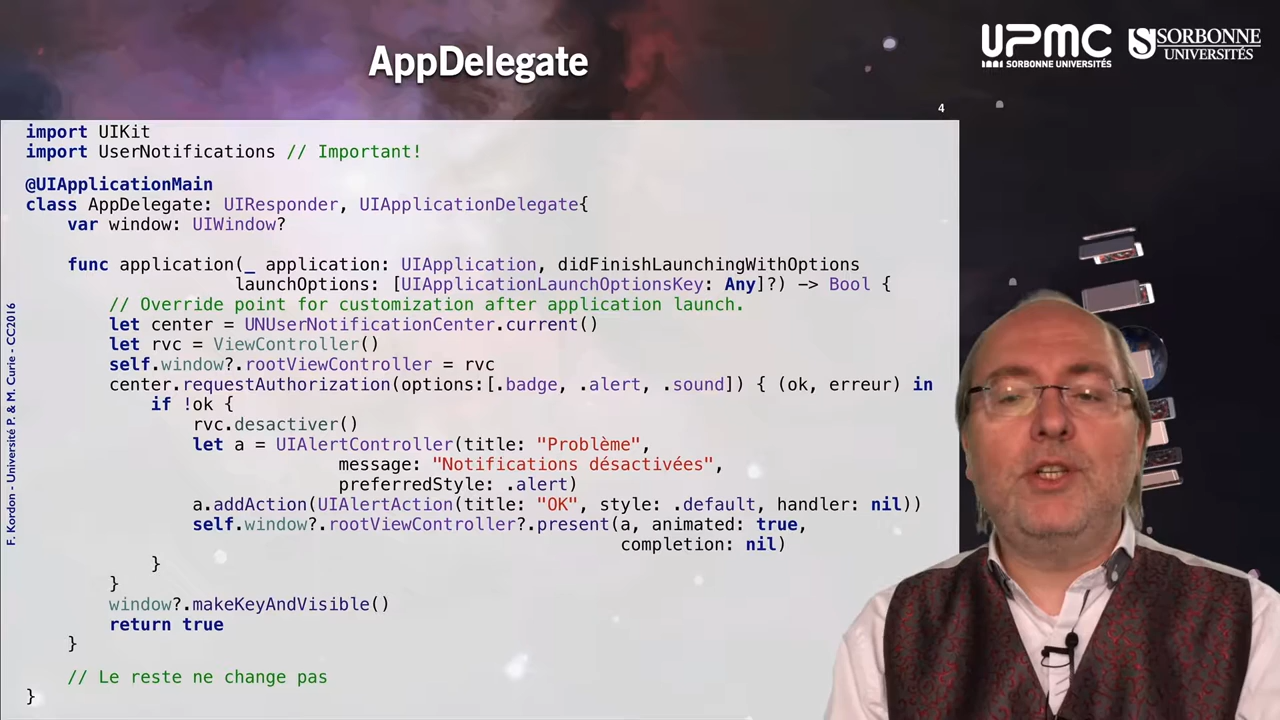 AppDelegate
UPMC
SORBONNE UNIVERSITÉS
SORBONNE
UNIVERSITÉS
4
import UIKit
import UserNotifications // Important!
@UIApplicationMain
class AppDelegate: UIResponder, UIApplicationDelegate{
var window: UIWindow?
func application(_ application: UIApplication, didFinishLaunchingWithOptions
launchOptions: [UIApplicationLaunchOptionsKey: Any]?) -> Bool {
// Override point for customization after application launch.
let center = UNUserNotificationCenter.current()
let rvc = ViewController()
self.window?.rootViewController = rvc
center.requestAuthorization(options:[.badge, .alert, .sound]) { (ok, erreur) in
if !ok {
rvc.desactiver()
let a = UIAlertController(title: "Problème",
message: "Notifications désactivées",
preferredStyle: .alert)
a.addAction(UIAlertAction(title: "OK", style: .default, handler: nil))
self.window?.rootViewController?.present(a, animated: true,
completion: nil)
}
}
window?.makeKeyAndVisible()
return true
}
// Le reste ne change pas
}
F. Kordon - Université P. & M. Curie - CC2016